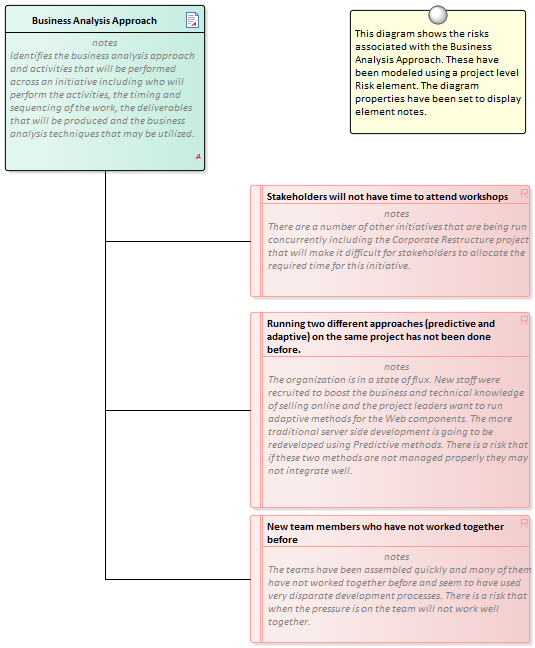 Business Analysis Approach
notes
Identifies the business analysis approach
and activities that will be performed
across an initiative including who will
perform the activities, the timing and
sequencing of the work, the deliverables
that will be produced and the business
analysis techniques that may be utilized.
A
This diagram shows the risks
associated with the Business
Analysis Approach. These have
been modeled using a project level
Risk element. The diagram
properties have been set to display
element notes.
R
Stakeholders will not have time to attend workshops
notes
There are a number of other initiatives that are being run
concurrently including the Corporate Restructure project
that will make it difficult for stakeholders to allocate the
required time for this initiative.
R
Running two different approaches (predictive and
adaptive) on the same project has not been done
before.
notes
The organization is in a state of flux. New staff were
recruited to boost the business and technical knowledge
of selling online and the project leaders want to run
adaptive methods for the Web components. The more
traditional server side development is going to be
redeveloped using Predictive methods. There is a risk that
if these two methods are not managed properly they may
not integrate well.
R
New team members who have not worked together
before
notes
The teams have been assembled quickly and many of them
have not worked together before and seem to have used
very disparate development processes. There is a risk that
when the pressure is on the team will not work well
together.